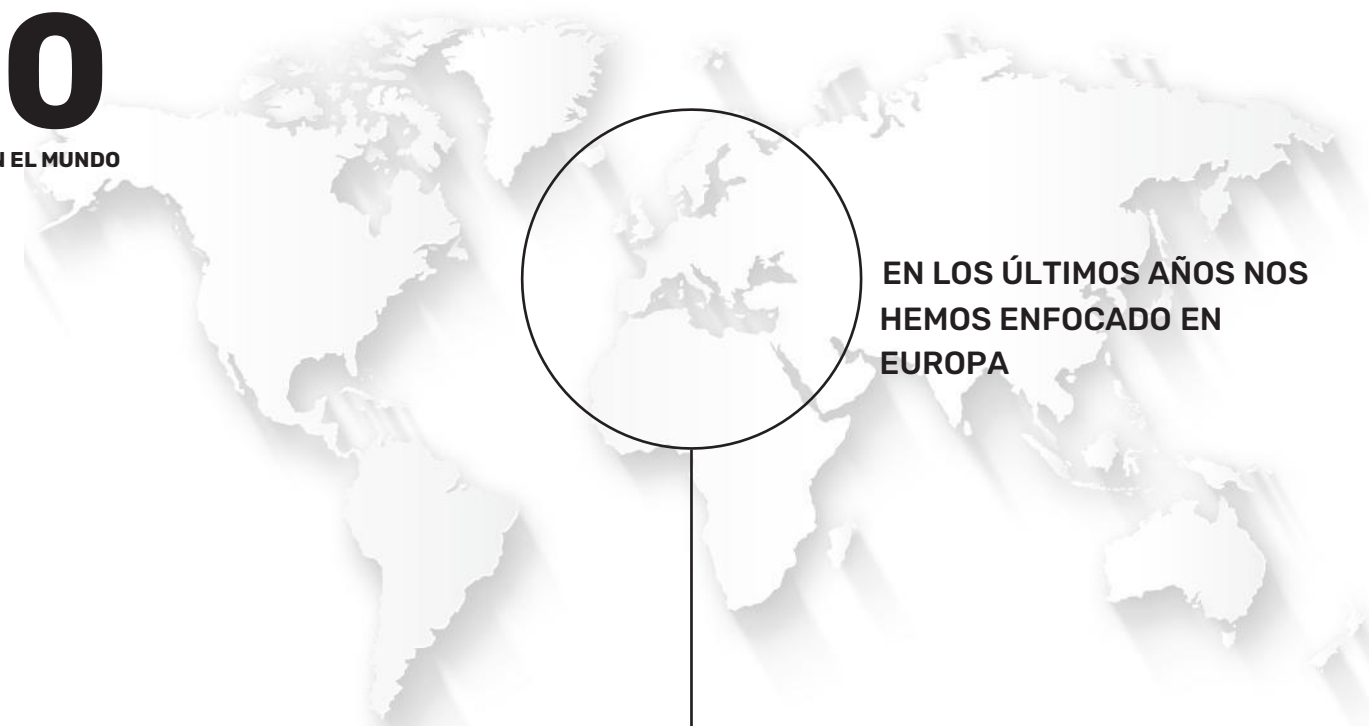 0
N EL MUNDO
EN LOS ÚLTIMOS AÑOS NOS
HEMOS ENFOCADO EN
EUROPA